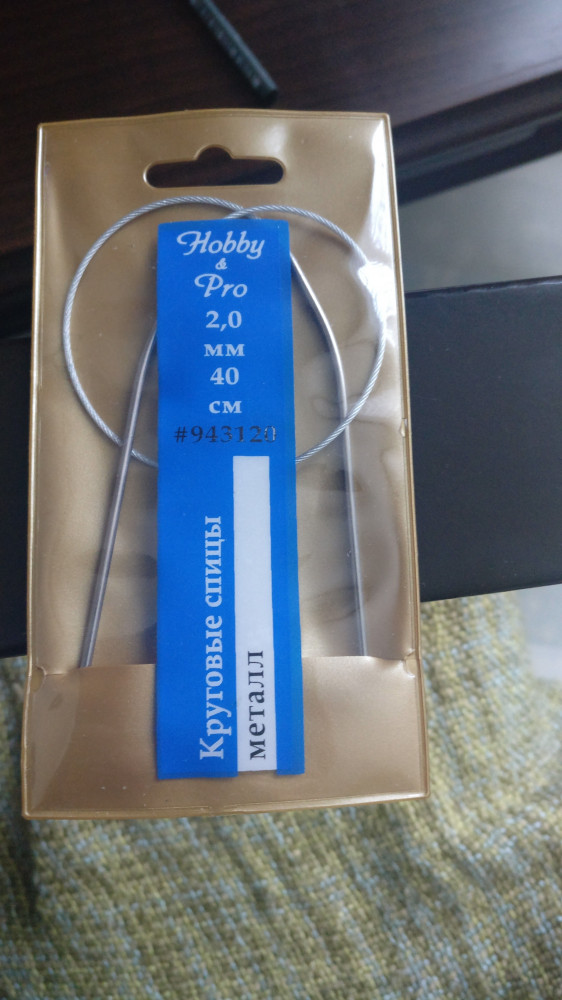 Hobby
&
Pro
2,0
мм
40
см
#943120
Круговые спицы
металл